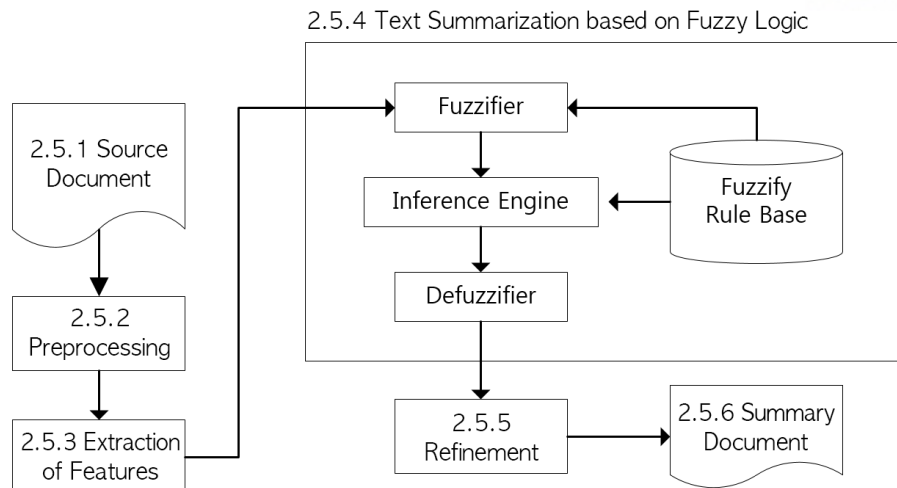 2.5.4 Text Summarization based on Fuzzy Logic
2.5.1 Source
Document
2.5.2
Preprocessing
2.5.3 Extraction
of Features
Fuzzifier
Inference Engine
Defuzzifier
Fuzzify
Rule Base
2.5.5
Refinement
2.5.6 Summary
Document